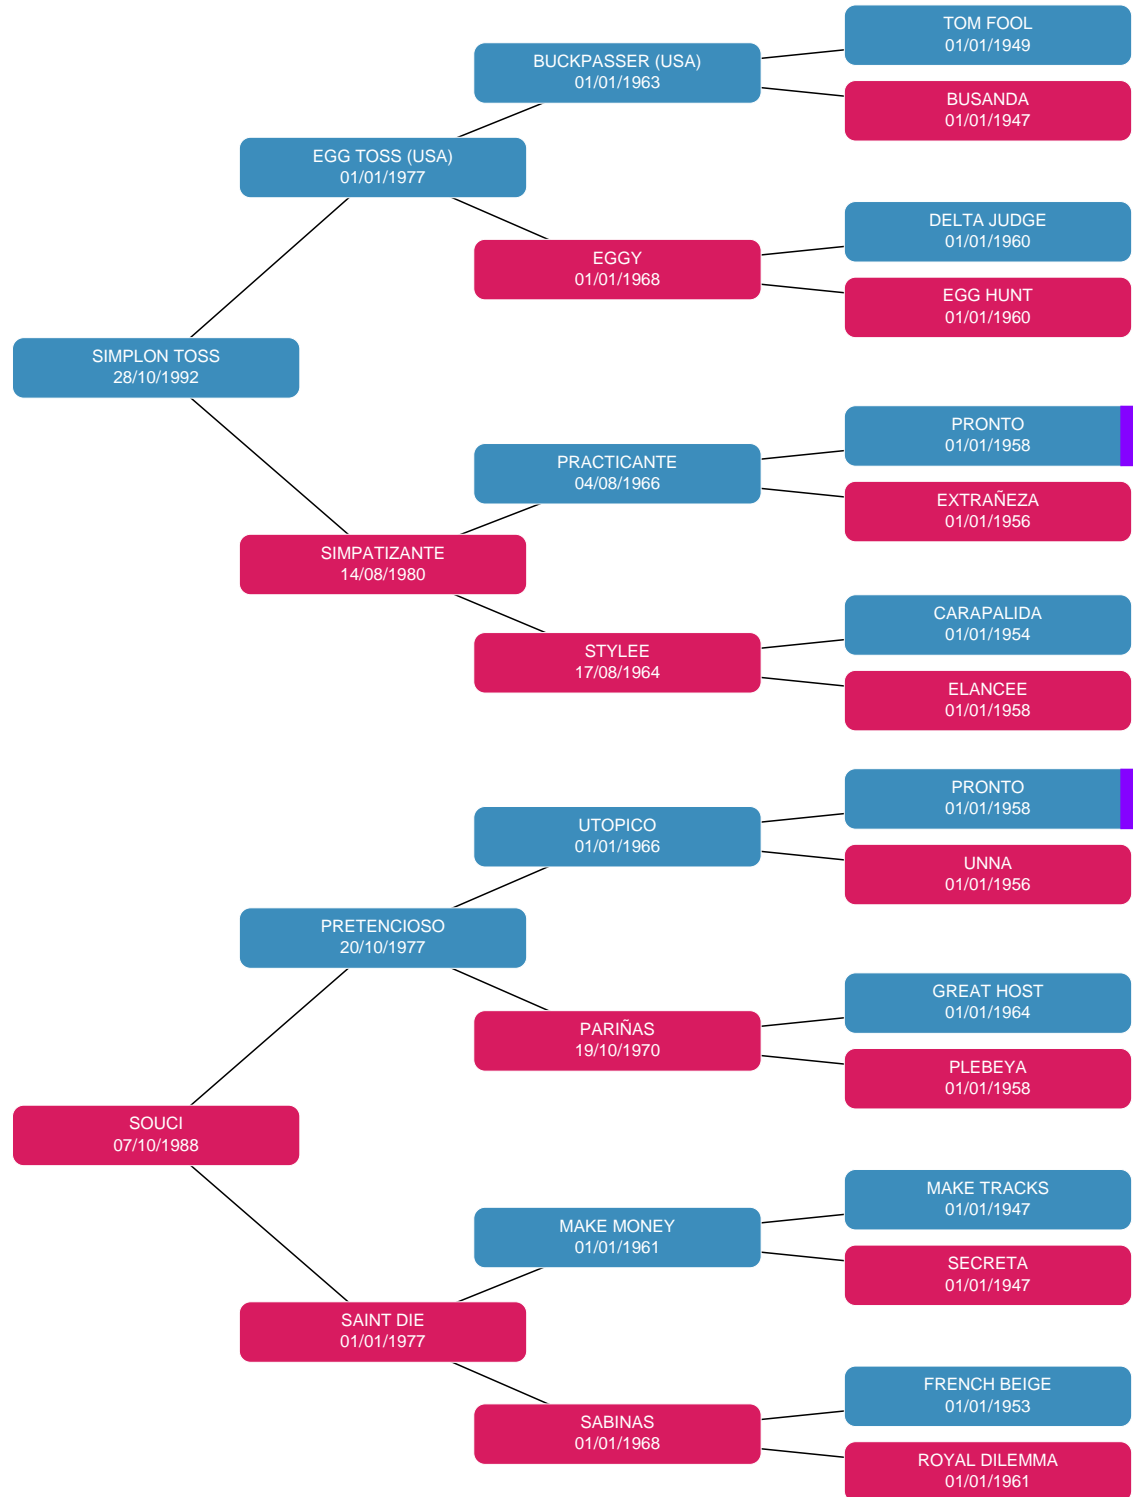 TOM FOOL
01/01/1949
BUCKPASSER (USA)
01/01/1963
BUSANDA
01/01/1947
EGG TOSS (USA)
01/01/1977
DELTA JUDGE
01/01/1960
EGGY
01/01/1968
EGG HUNT
01/01/1960
SIMPLON TOSS
28/10/1992
PRONTO
01/01/1958
PRACTICANTE
04/08/1966
EXTRAÑEZA
01/01/1956
SIMPATIZANTE
14/08/1980
CARAPALIDA
01/01/1954
STYLEE
17/08/1964
ELANCEE
01/01/1958
PRONTO
01/01/1958
UTOPICO
01/01/1966
UNNA
01/01/1956
PRETENCIOSO
20/10/1977
GREAT HOST
01/01/1964
PARIÑAS
19/10/1970
PLEBEYA
01/01/1958
SOUCI
07/10/1988
MAKE TRACKS
01/01/1947
MAKE MONEY
01/01/1961
SECRETA
01/01/1947
SAINT DIE
01/01/1977
FRENCH BEIGE
01/01/1953
SABINAS
01/01/1968
ROYAL DILEMMA
01/01/1961